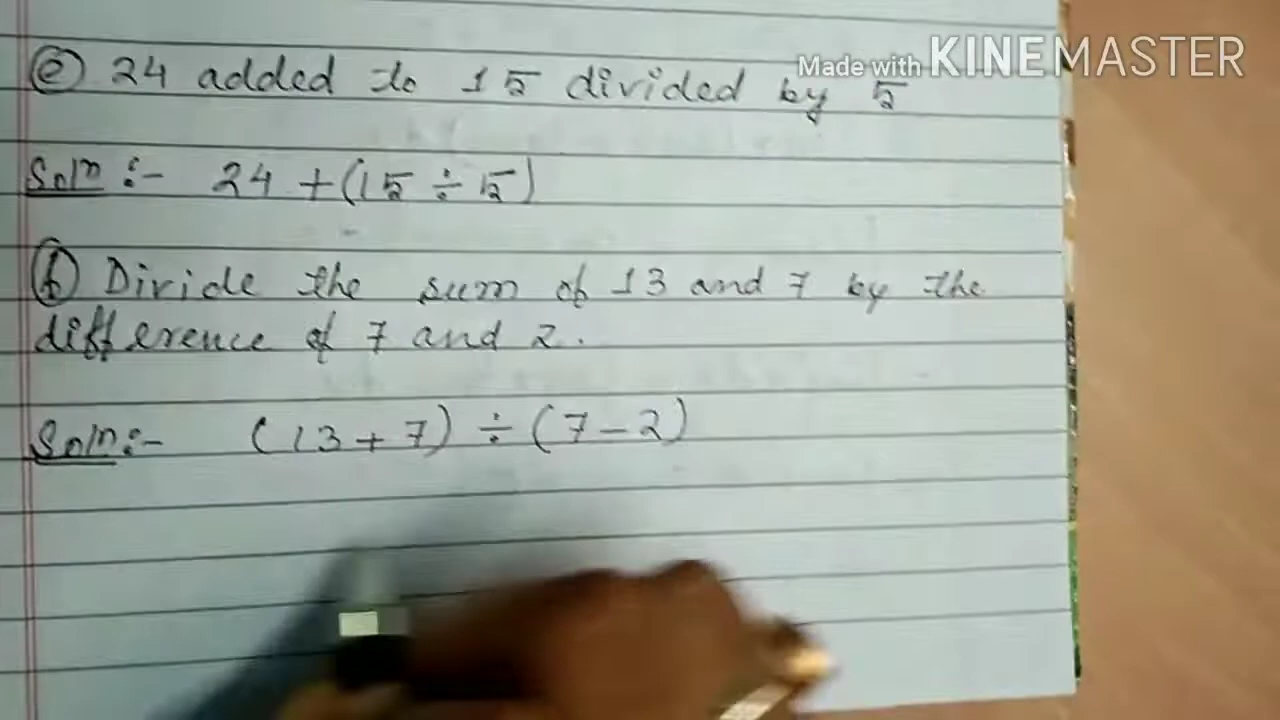 Made with KINEMASTER
(e) 24 added to 15 divided by 5
Soln :- 24 + (15 ÷ 5)
(f) Divide the sum of 13 and 7 by the
difference of 7 and 2.
Soln :- (13 + 7) ÷ (7 - 2)